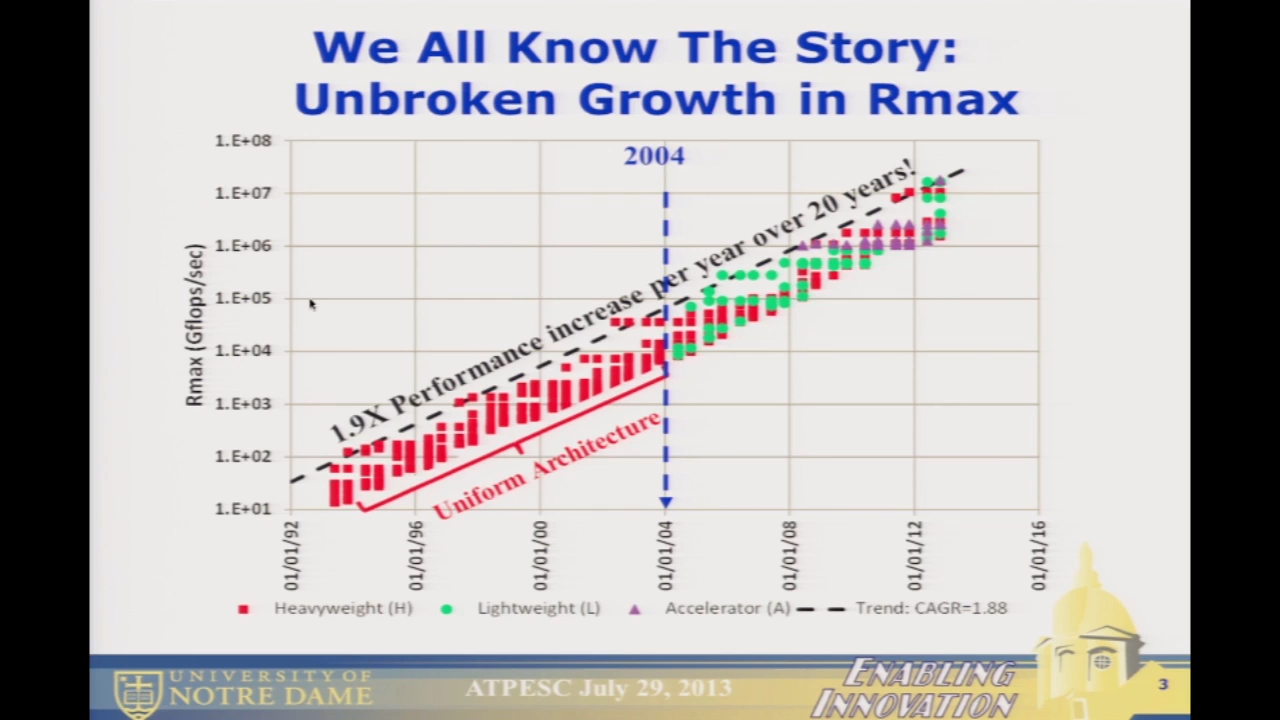 We All Know The Story:
Unbroken Growth in Rmax
1.E+08
1.E+07
1.E+06
1.E+05
1.E+04
1.E+03
1.E+02
1.E+01
Rmax (Gflops/sec)
2004
1.9X Performance increase per year over 20 years!
Uniform Architecture
01/01/92
01/01/96
01/01/00
01/01/04
01/01/08
01/01/12
01/01/16
Heavyweight (H) Lightweight (L) Accelerator (A) Trend: CAGR=1.88
UNIVERSITY OF
NOTRE DAME
ATPESC July 29, 2013
ENABLING
INNOVATION
3